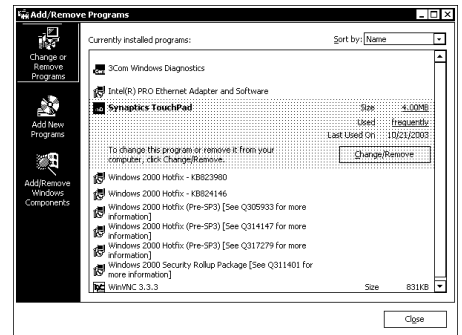 Add/Remove Programs
Change or
Remove
Programs
Add New
Programs
Add/Remove
Windows
Components
Currently installed programs:
Sort by: Name
3Com Windows Diagnostics
Intel(R) PRO Ethernet Adapter and Software
Synaptics TouchPad Size 4.00MB
Used frequently
Last Used On 10/21/2003
To change this program or remove it from your
computer, click Change/Remove.
Change/Remove
Windows 2000 Hotfix - KB823980
Windows 2000 Hotfix - KB824146
Windows 2000 Hotfix (Pre-SP3) [See Q305933 for more
information]
Windows 2000 Hotfix (Pre-SP3) [See Q314147 for more
information]
Windows 2000 Hotfix (Pre-SP3) [See Q317279 for more
information]
Windows 2000 Security Rollup Package [See Q311401 for
more information]
WinVNC 3.3.3 Size 831KB
Close